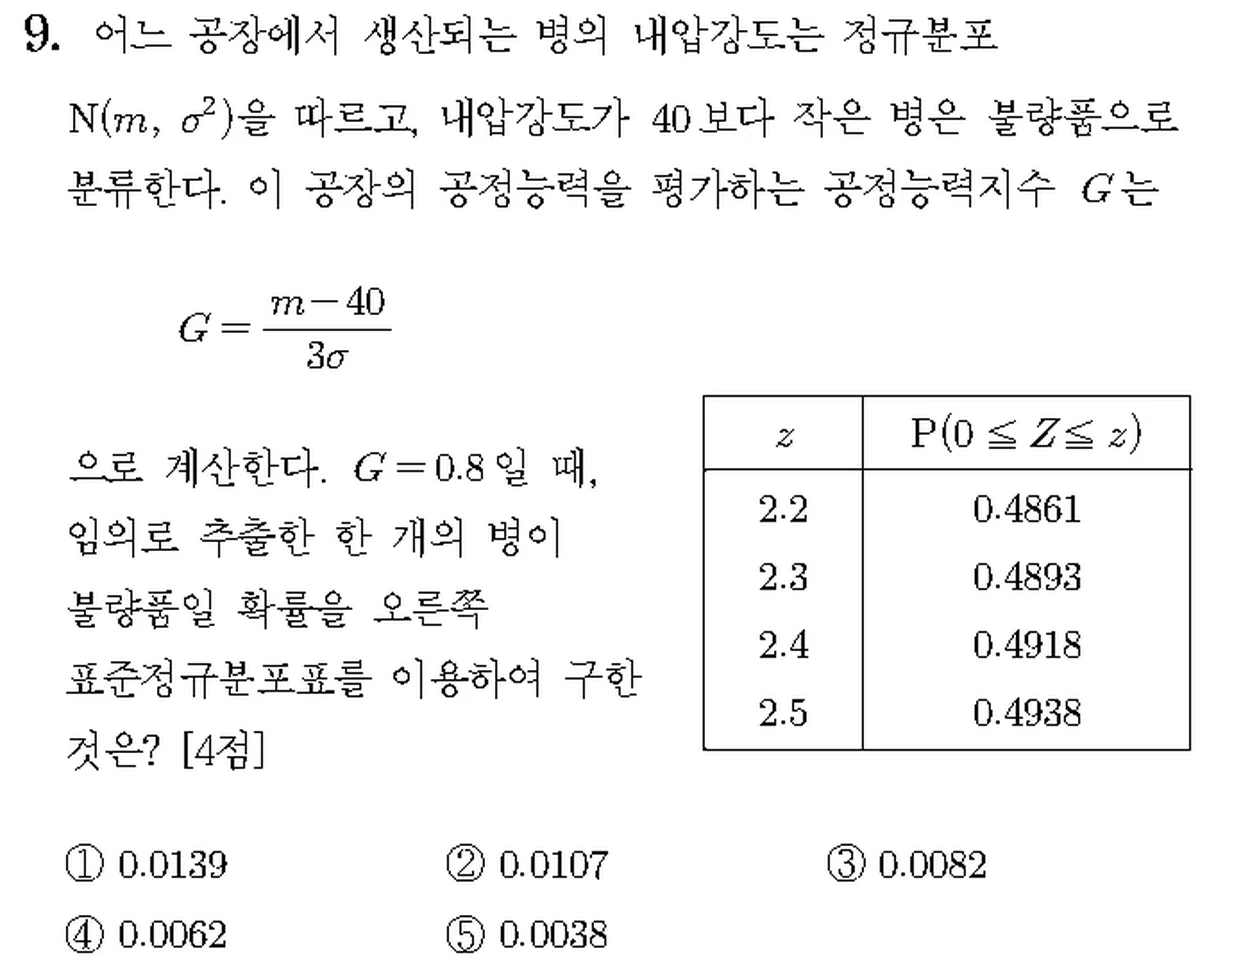 9. 어느 공장에서 생산되는 병의 내압강도는 정규분포
N(m, σ²)을 따르고, 내압강도가 40보다 작은 병은 불량품으로
분류한다. 이 공장의 공정능력을 평가하는 공정능력지수 G는
G = (m-40)/(3σ)
으로 계산한다. G=0.8일 때,
임의로 추출한 한 개의 병이
불량품일 확률을 오른쪽
표준정규분포표를 이용하여 구한
것은? [4점]
z P(0≦Z≦z)
2.2 0.4861
2.3 0.4893
2.4 0.4918
2.5 0.4938
① 0.0139 ② 0.0107 ③ 0.0082
④ 0.0062 ⑤ 0.0038